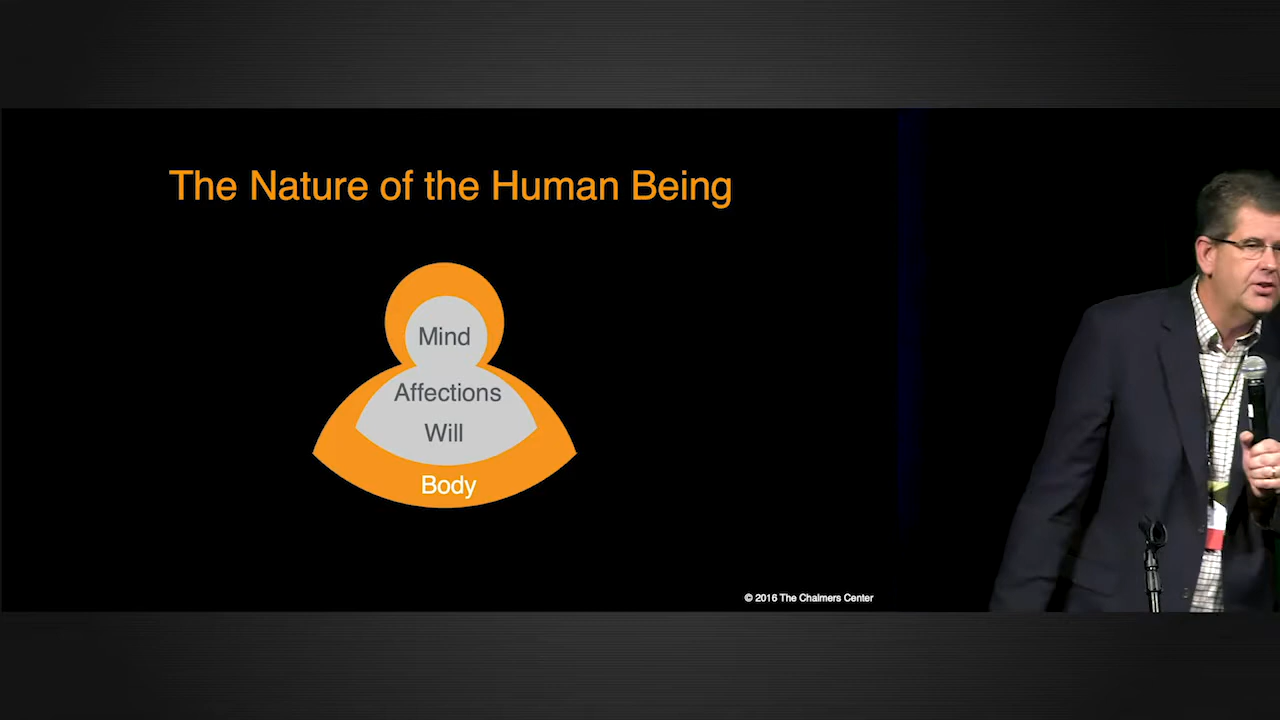 The Nature of the Human Being
Mind
Affections
Will
Body
© 2016 The Chalmers Center